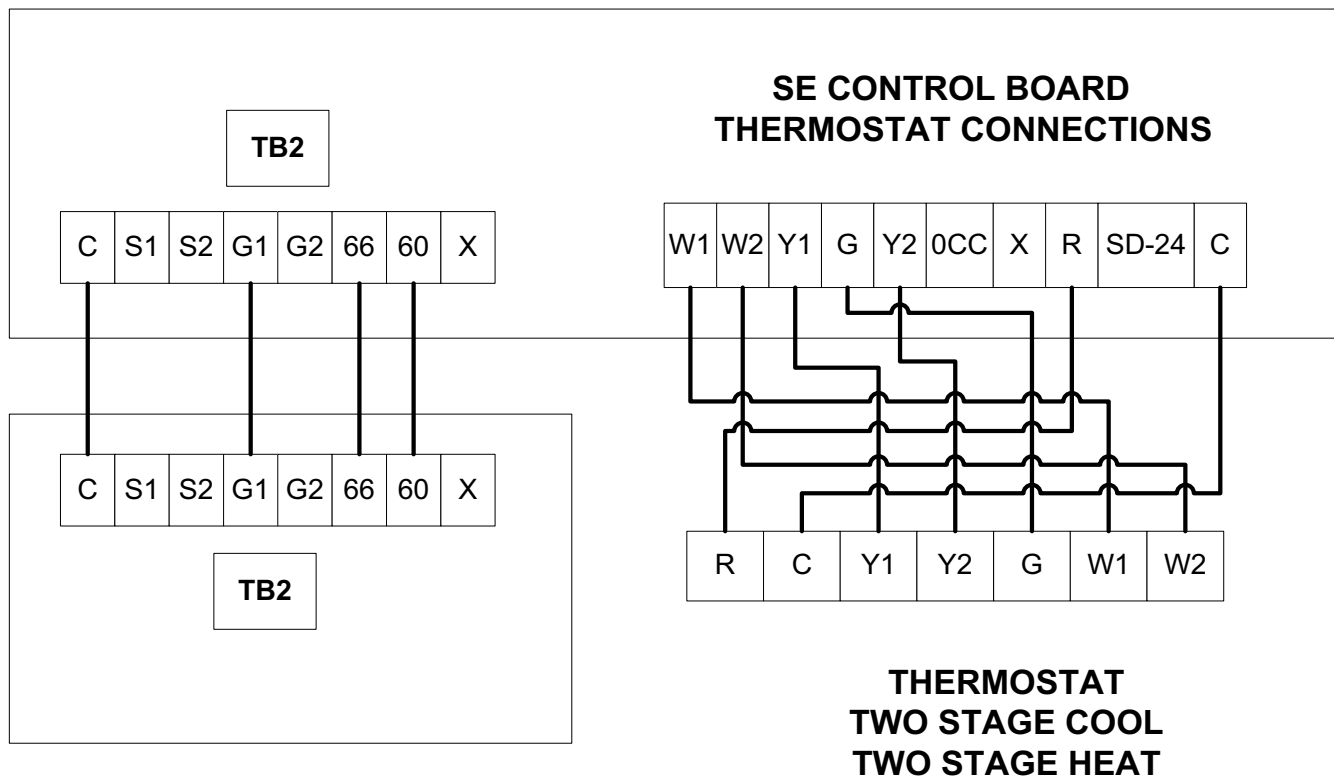 SE CONTROL BOARD
THERMOSTAT CONNECTIONS
TB2
C S1 S2 G1 G2 66 60 X
W1 W2 Y1 G Y2 0CC X R SD-24 C
C S1 S2 G1 G2 66 60 X
TB2
R C Y1 Y2 G W1 W2
THERMOSTAT
TWO STAGE COOL
TWO STAGE HEAT